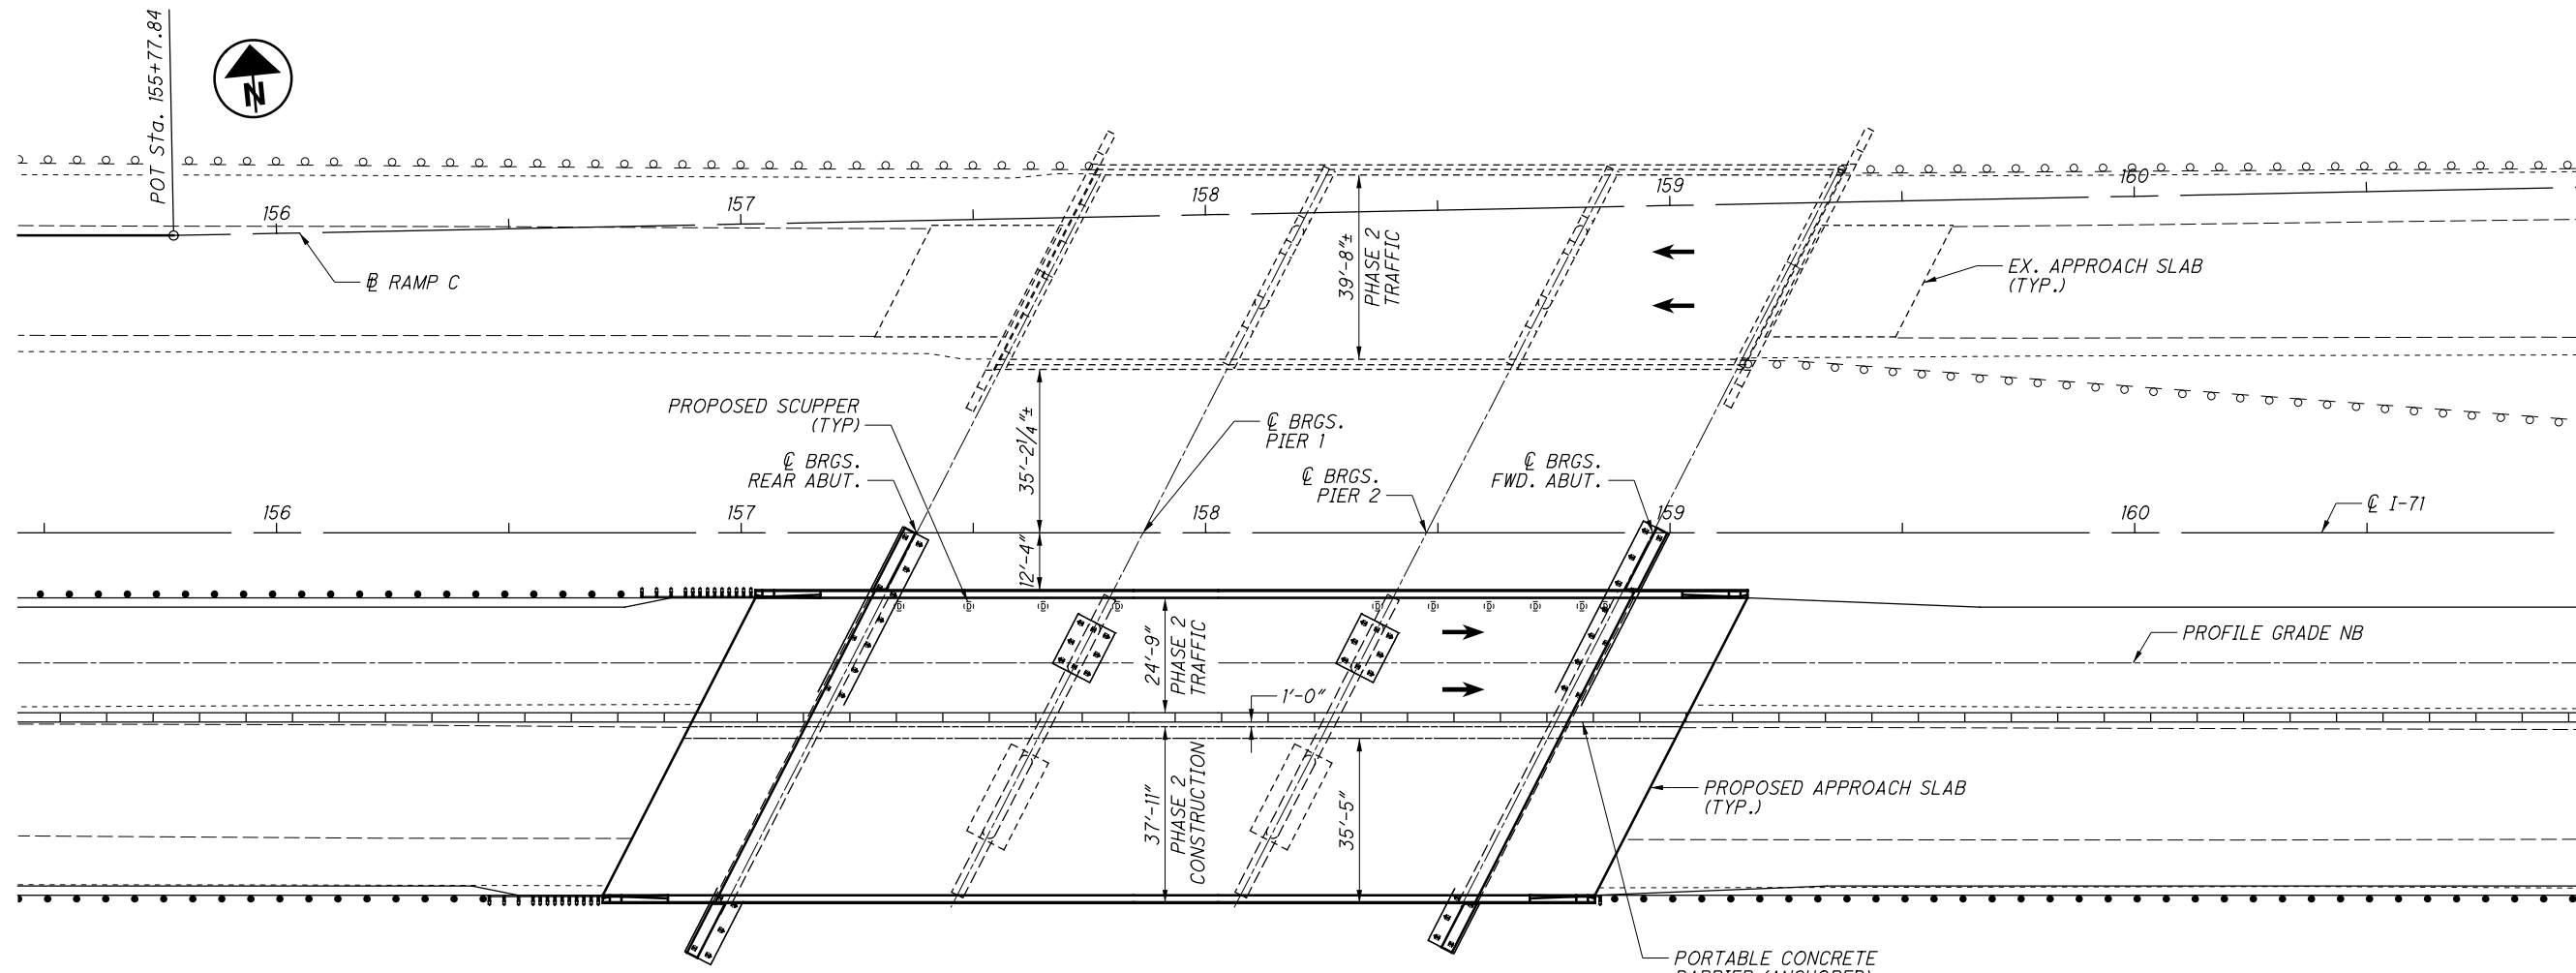 POT Sta. 155+77.84
N
156
157
158
159
160
℄ RAMP C
39'-8"±
PHASE 2
TRAFFIC
EX. APPROACH SLAB
(TYP.)
PROPOSED SCUPPER
(TYP)
35'-2¼"±
℄ BRGS.
PIER 1
℄ BRGS.
REAR ABUT.
℄ BRGS.
PIER 2
℄ BRGS.
FWD. ABUT.
156
157
158
159
160
℄ I-71
12'-4"
24'-9"
PHASE 2
TRAFFIC
PROFILE GRADE NB
1'-0"
37'-11"
PHASE 2
CONSTRUCTION
35'-5"
PROPOSED APPROACH SLAB
(TYP.)
PORTABLE CONCRETE
BARRIER (ANCHORED)